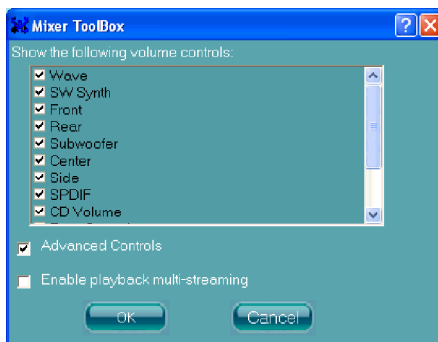 Mixer ToolBox
Show the following volume controls:
Wave
SW Synth
Front
Rear
Subwoofer
Center
Side
SPDIF
CD Volume
Advanced Controls
Enable playback multi-streaming
OK
Cancel